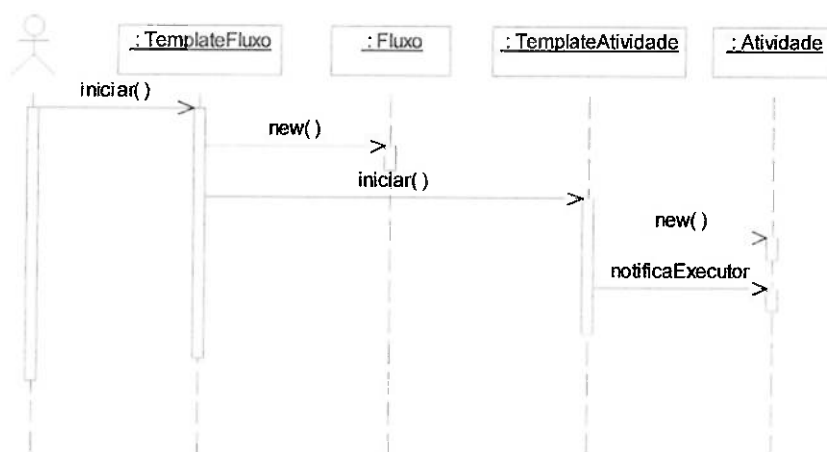 : TemplateFluxo
: Fluxo
: TemplateAtividade
: Atividade
iniciar()
new()
iniciar()
new()
notificaExecutor